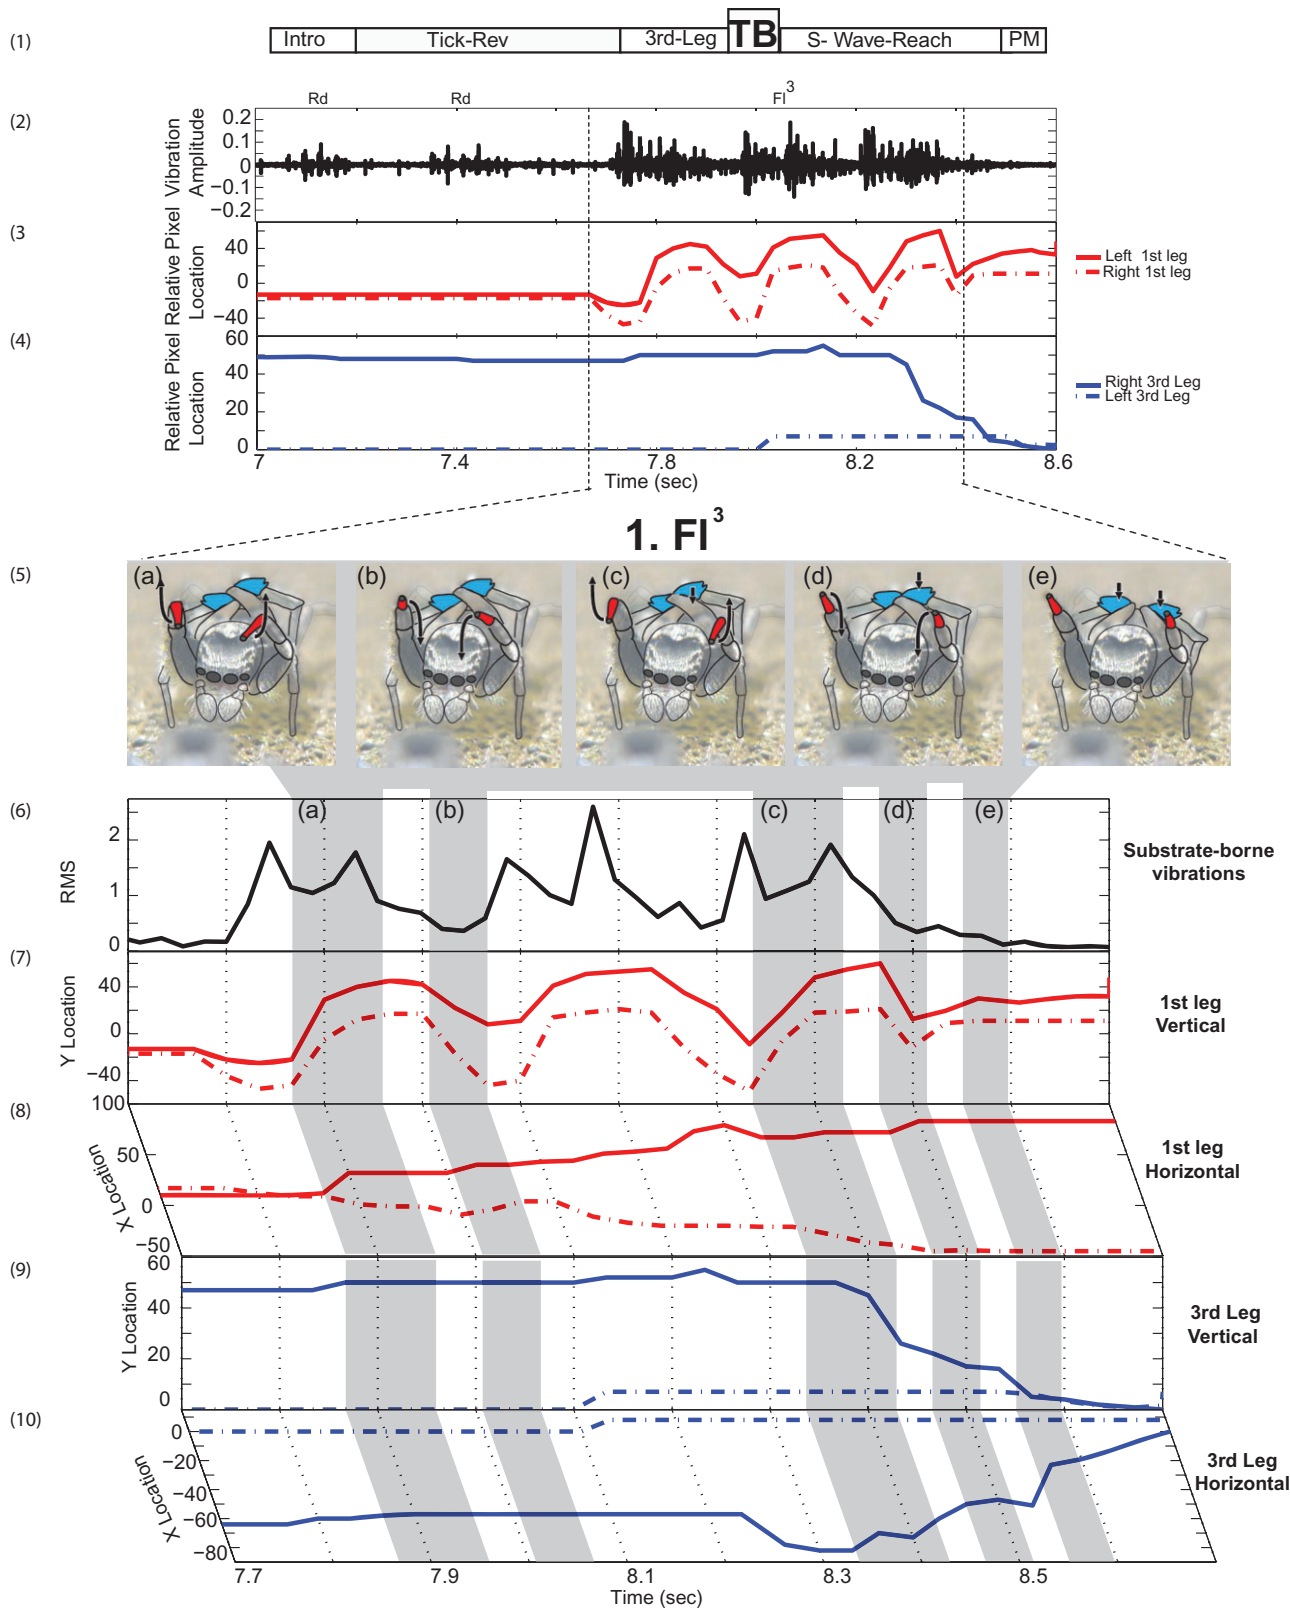 (1)
Intro Tick-Rev 3rd-Leg TB S- Wave-Reach PM
Rd Rd Fl³
(2)
Vibration
Amplitude
0.2
0.1
0
−0.1
−0.2
(3
Relative Pixel
Location
40
0
−40
Left 1st leg
Right 1st leg
(4)
Relative Pixel
Location
60
40
20
0
Right 3rd Leg
Left 3rd Leg
7 7.4 7.8 8.2 8.6
Time (sec)
1. Fl³
(5)
(a) (b) (c) (d) (e)
(6)
(a) (b) (c) (d) (e)
RMS
2
1
0
Substrate-borne
vibrations
(7)
Y Location
40
0
−40
1st leg
Vertical
(8)
X Location
100
50
0
−50
1st leg
Horizontal
(9)
Y Location
60
40
20
0
3rd Leg
Vertical
(10)
X Location
0
−20
−40
−60
−80
3rd Leg
Horizontal
7.7 7.9 8.1 8.3 8.5
Time (sec)